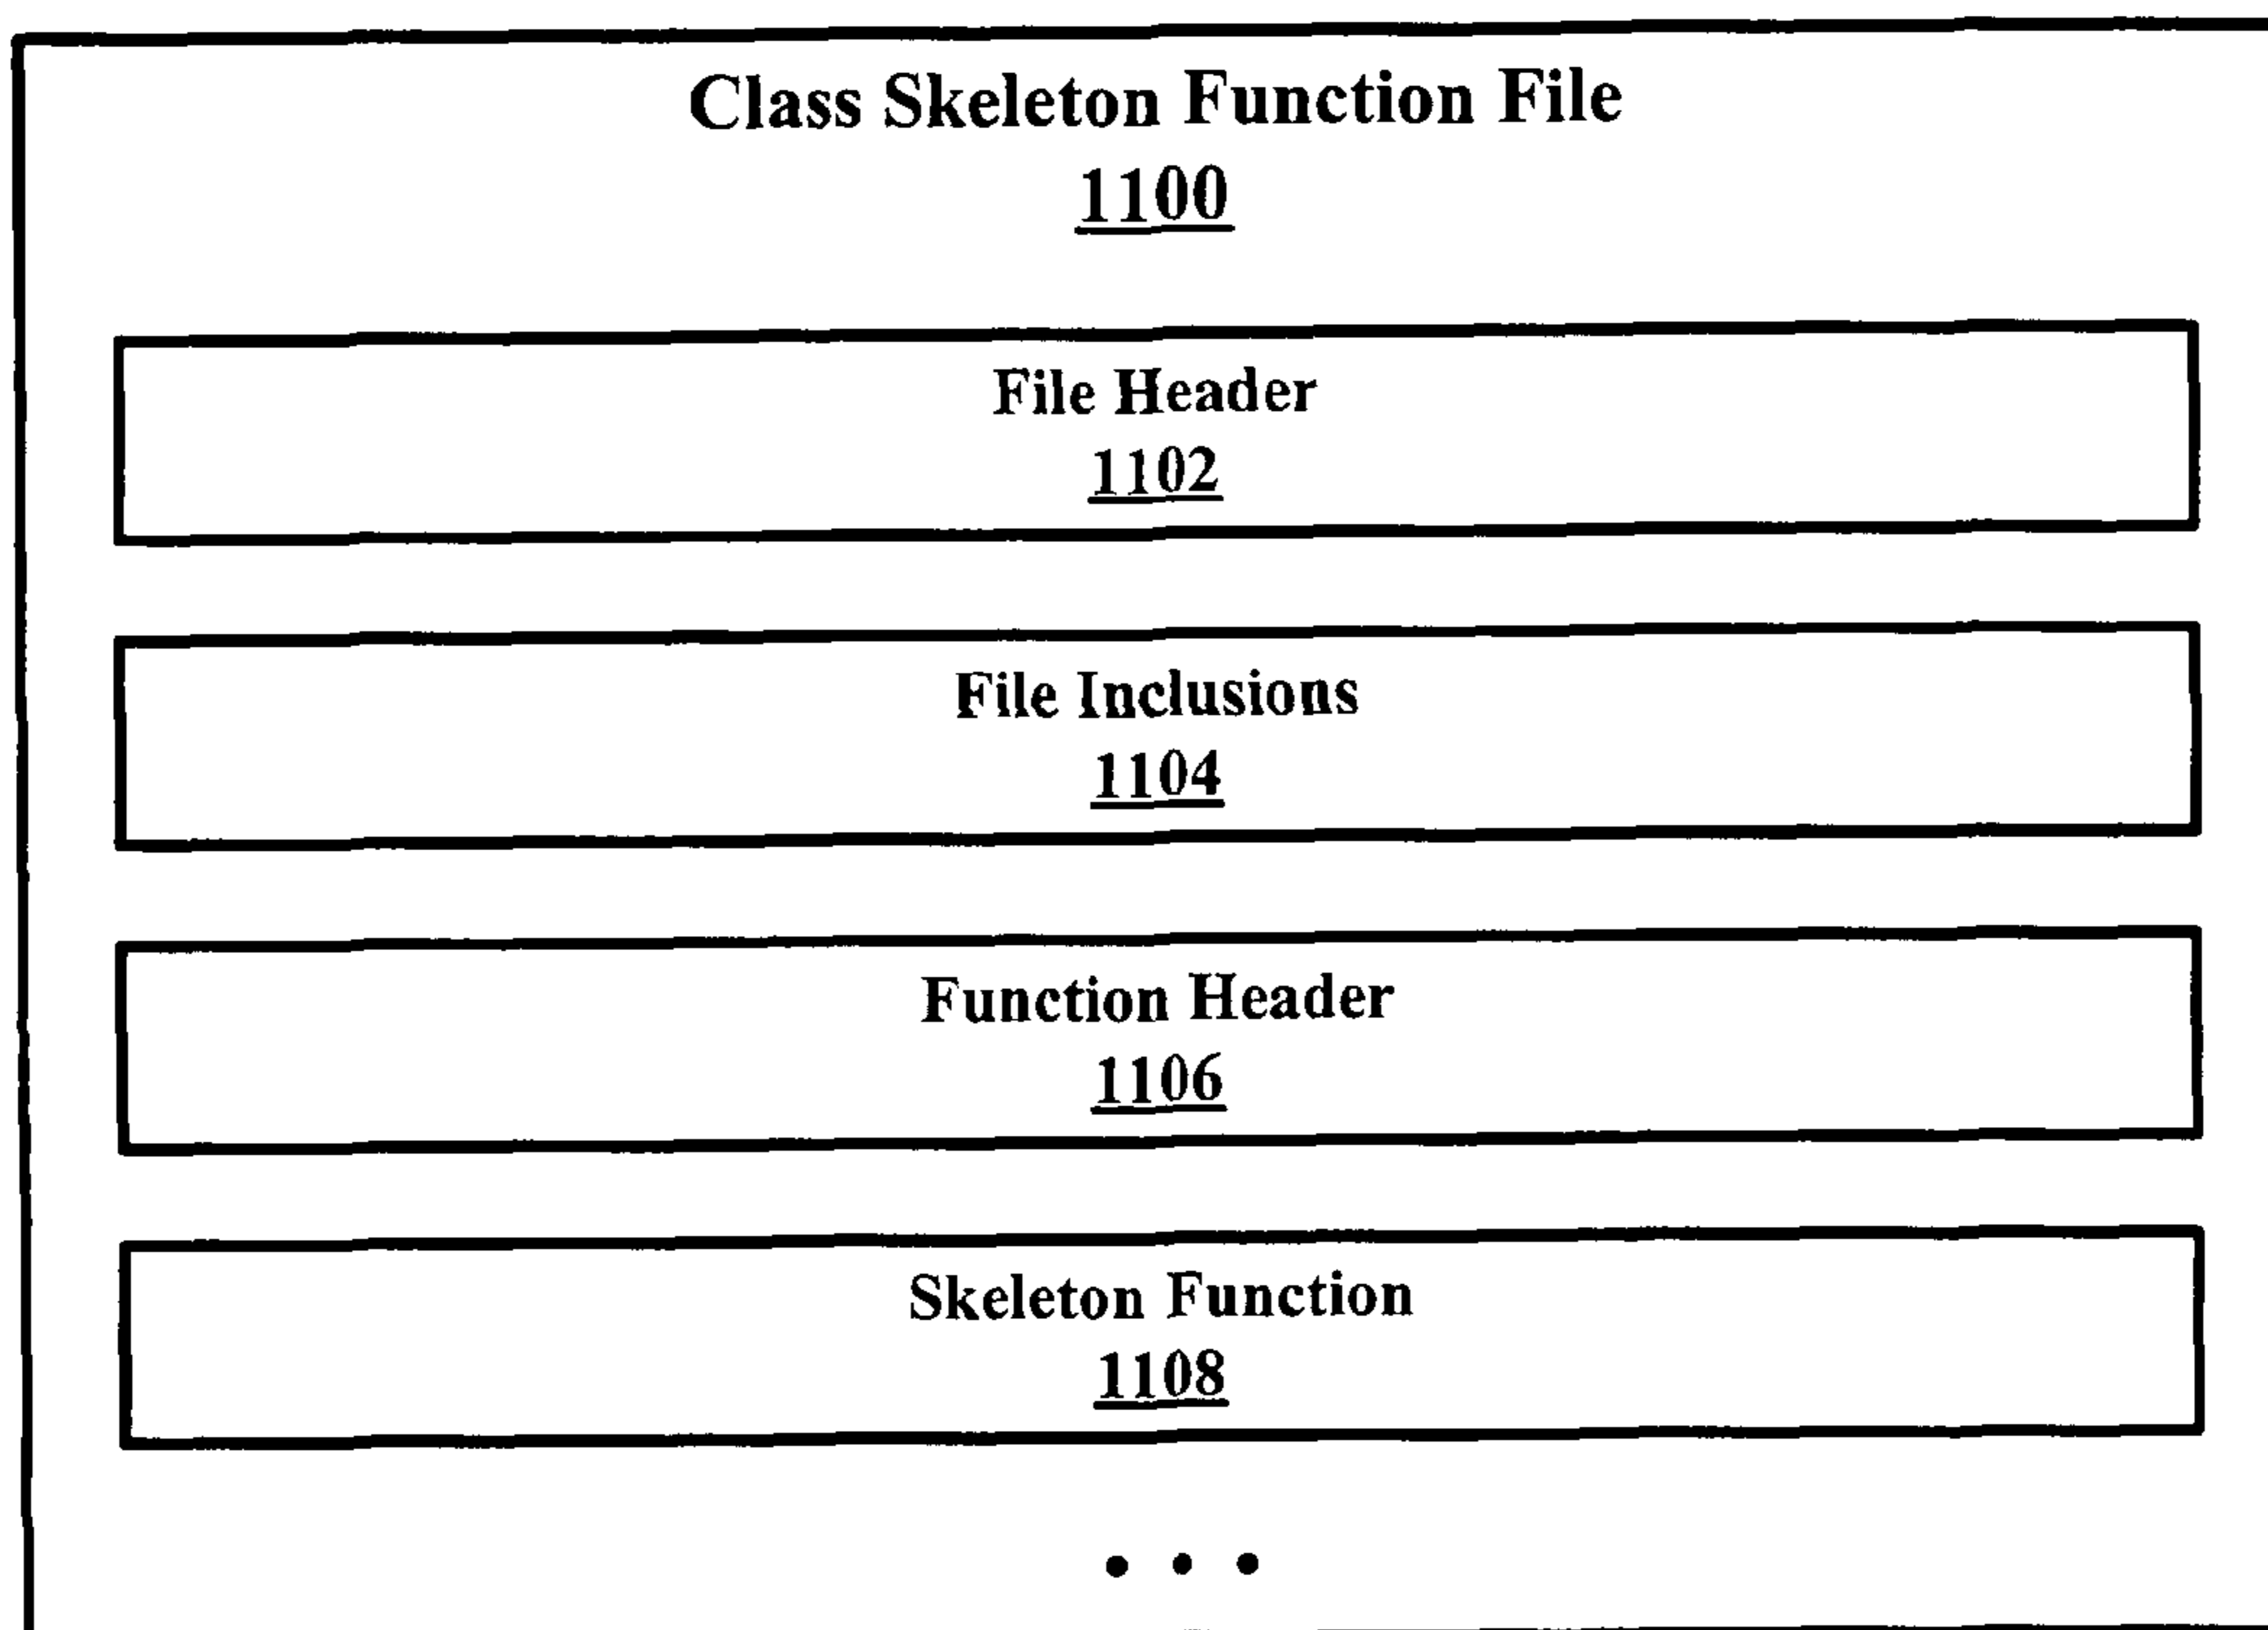 Class Skeleton Function File
1100
File Header
1102
File Inclusions
1104
Function Header
1106
Skeleton Function
1108
• • •